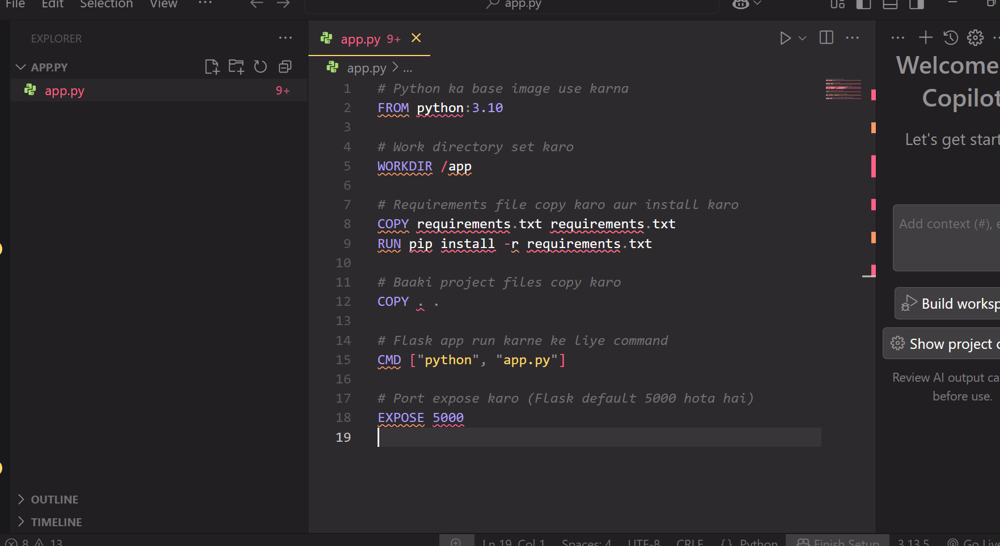 File Edit Selection View ··· app.py
EXPLORER ···
APP.PY
app.py 9+
app.py 9+
app.py > ...
1 # Python ka base image use karna
2 FROM python:3.10
3
4 # Work directory set karo
5 WORKDIR /app
6
7 # Requirements file copy karo aur install karo
8 COPY requirements.txt requirements.txt
9 RUN pip install -r requirements.txt
10
11 # Baaki project files copy karo
12 COPY . .
13
14 # Flask app run karne ke liye command
15 CMD ["python", "app.py"]
16
17 # Port expose karo (Flask default 5000 hota hai)
18 EXPOSE 5000
19
OUTLINE
TIMELINE
Welcome
Copilot
Let's get start
Add context (#), e
Build worksp
Show project c
Review AI output ca
before use.
8 13 Ln 19, Col 1 Spaces: 4 UTF-8 CRLF {} Python Finish Setup 3.13.5 Go Liv